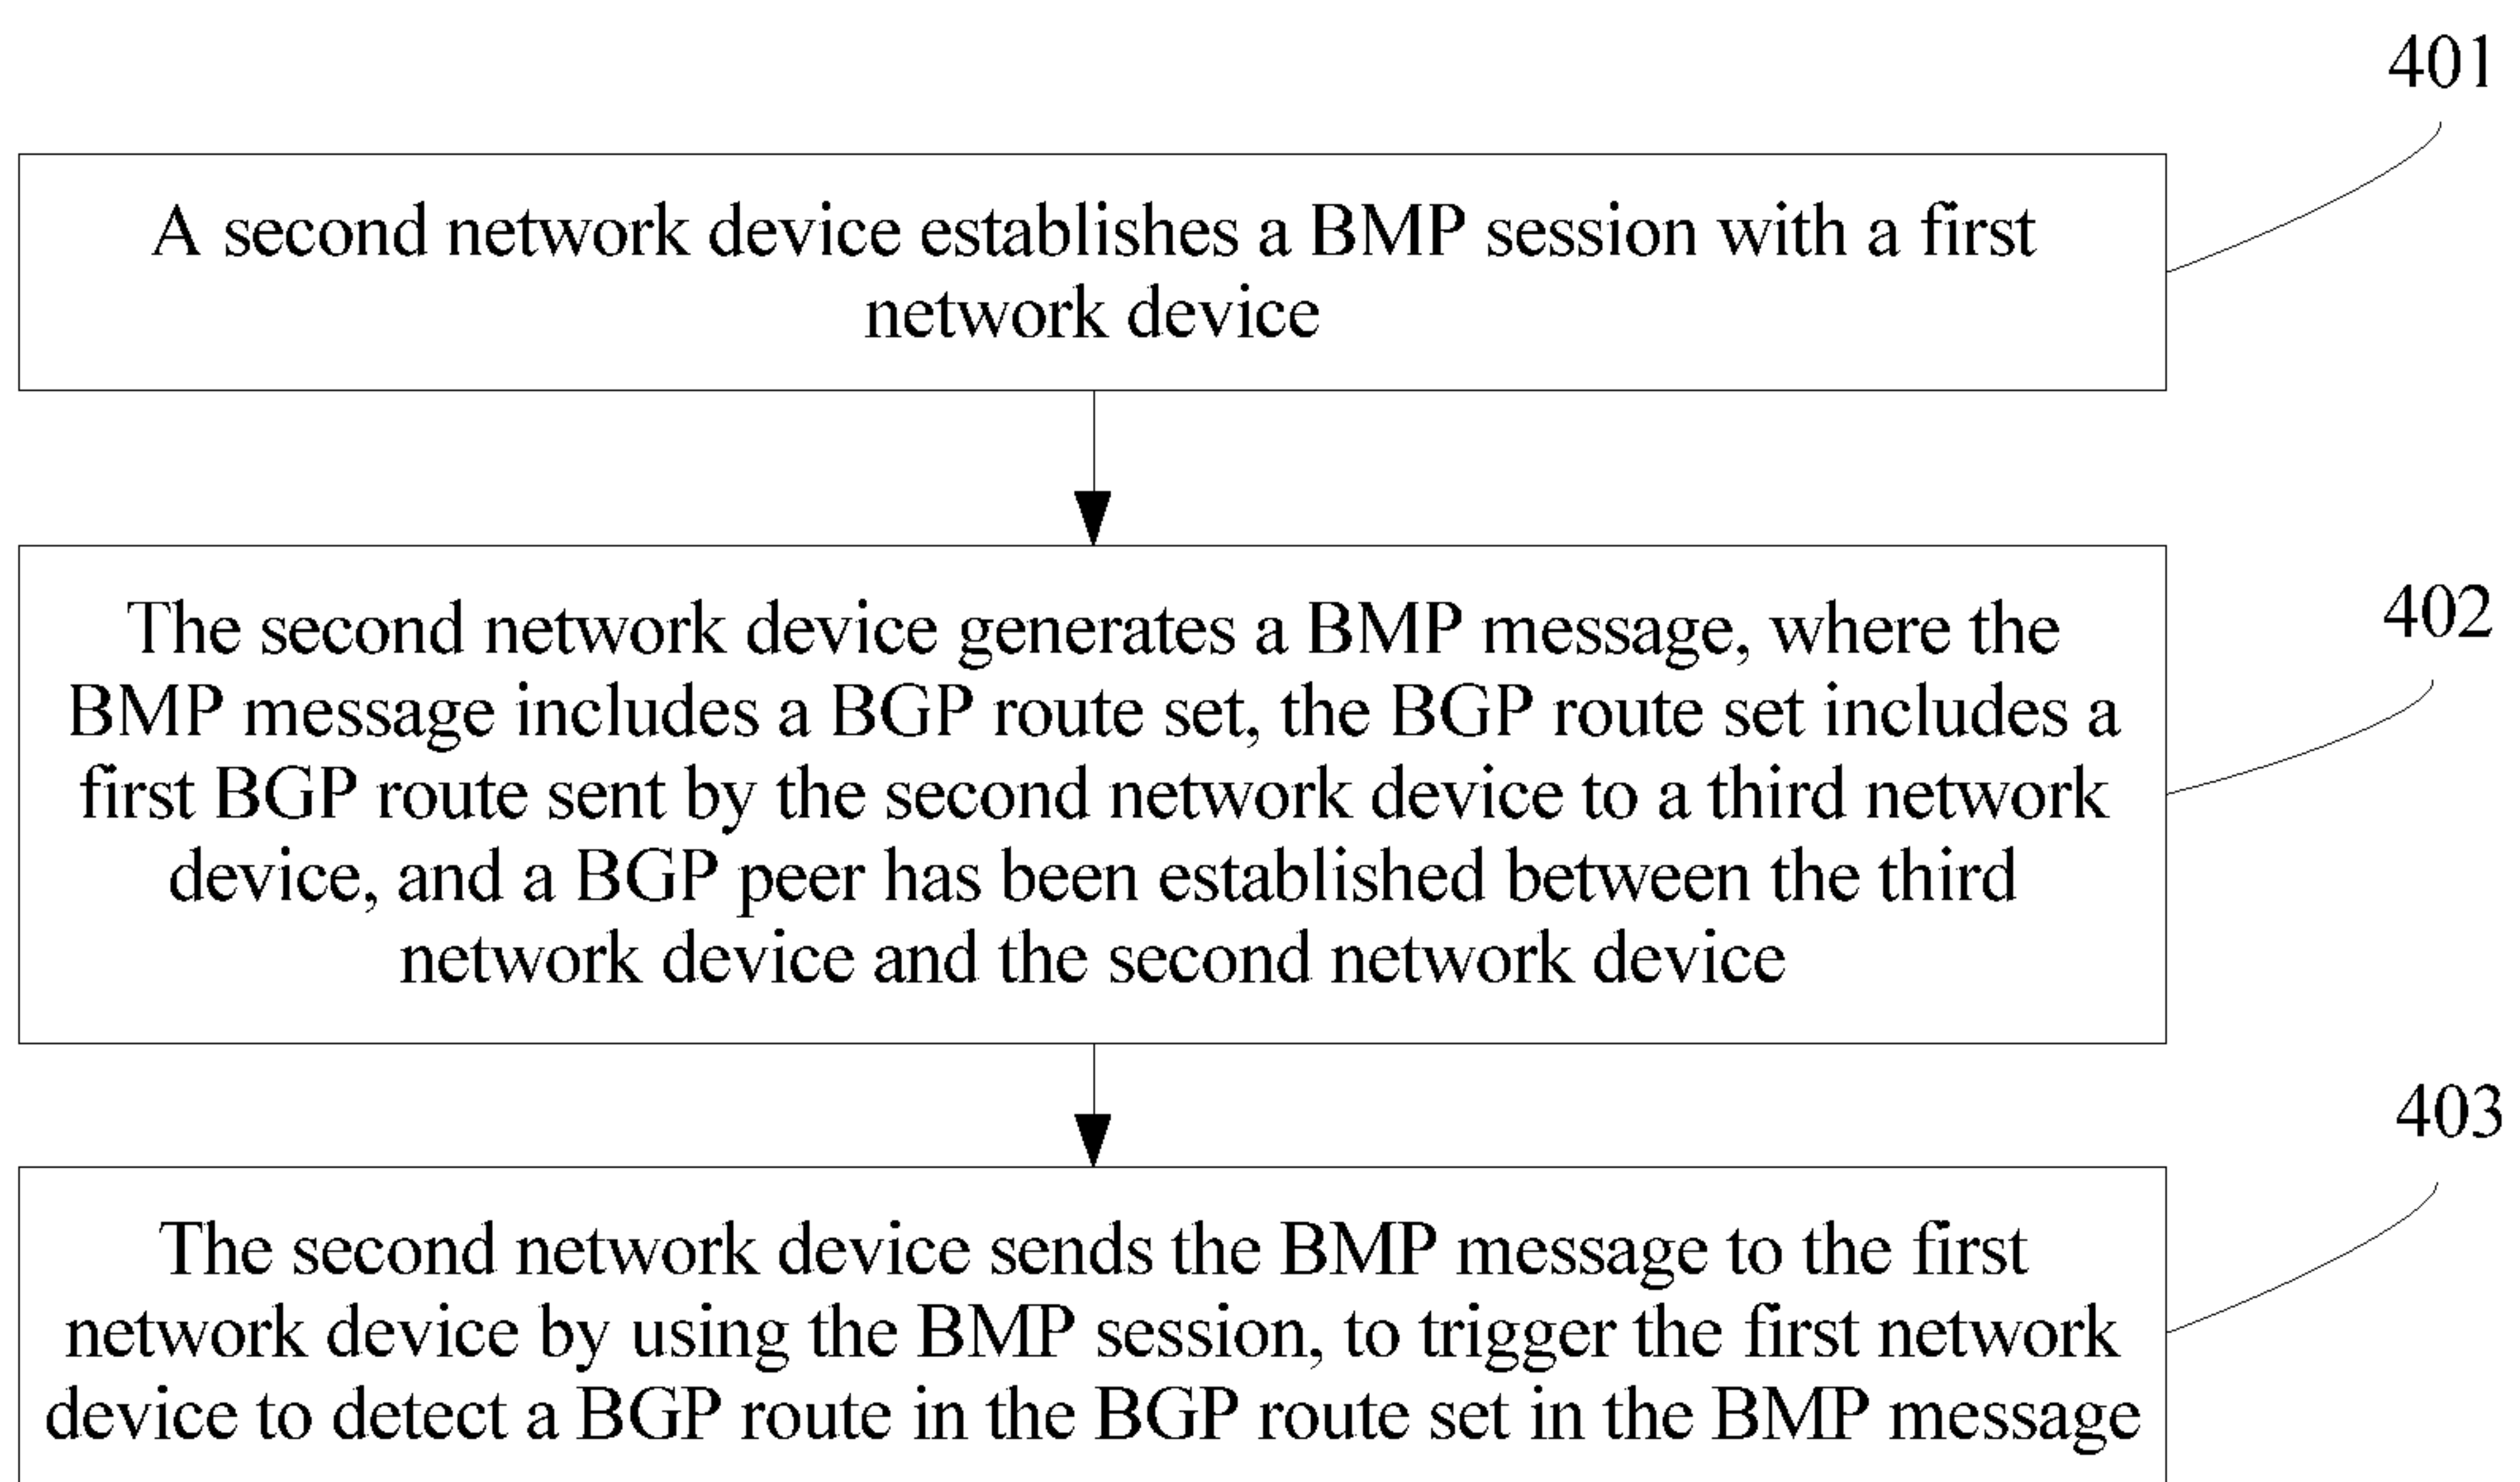 401
A second network device establishes a BMP session with a first
network device
402
The second network device generates a BMP message, where the
BMP message includes a BGP route set, the BGP route set includes a
first BGP route sent by the second network device to a third network
device, and a BGP peer has been established between the third
network device and the second network device
403
The second network device sends the BMP message to the first
network device by using the BMP session, to trigger the first network
device to detect a BGP route in the BGP route set in the BMP message